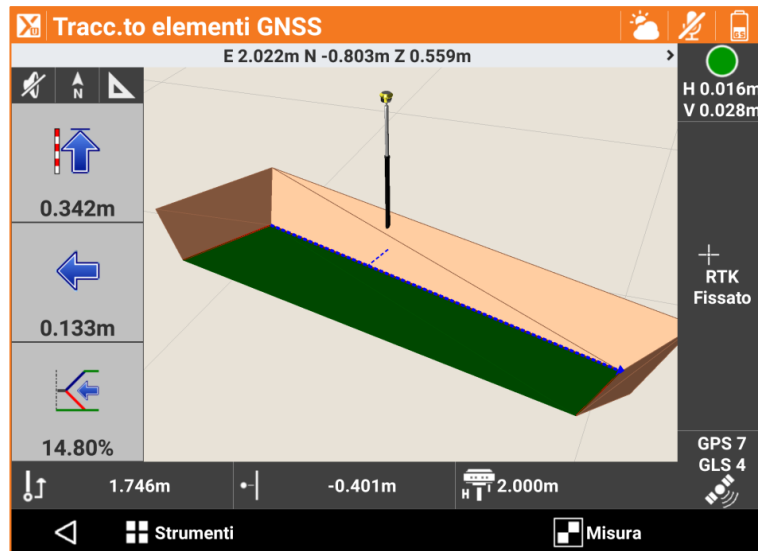 Tracc.to elementi GNSS
E 2.022m N -0.803m Z 0.559m
H 0.016m
V 0.028m
N
0.342m
0.133m
14.80%
RTK
Fissato
GPS 7
GLS 4
1.746m
-0.401m
H
2.000m
Strumenti
Misura